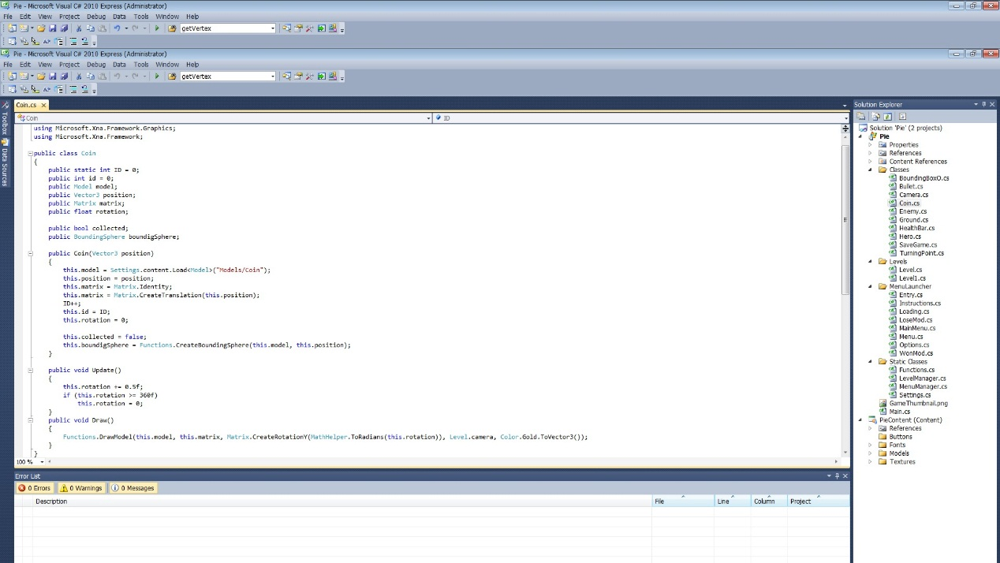 Pie - Microsoft Visual C# 2010 Express (Administrator)
File Edit View Project Debug Data Tools Window Help
getVertex
Pie - Microsoft Visual C# 2010 Express (Administrator)
File Edit View Project Debug Data Tools Window Help
getVertex
Toolbox
Data Sources
Coin.cs
Coin
ID
using Microsoft.Xna.Framework.Graphics;
using Microsoft.Xna.Framework;
public class Coin
{
public static int ID = 0;
public int id = 0;
public Model model;
public Vector3 position;
public Matrix matrix;
public float rotation;
public bool collected;
public BoundingSphere boundigSphere;
public Coin(Vector3 position)
{
this.model = Settings.content.Load<Model>("Models/Coin");
this.position = position;
this.matrix = Matrix.Identity;
this.matrix = Matrix.CreateTranslation(this.position);
ID++;
this.id = ID;
this.rotation = 0;
this.collected = false;
this.boundigSphere = Functions.CreateBoundingSphere(this.model, this.position);
}
public void Update()
{
this.rotation += 0.5f;
if (this.rotation >= 360f)
this.rotation = 0;
}
public void Draw()
{
Functions.DrawModel(this.model, this.matrix, Matrix.CreateRotationY(MathHelper.ToRadians(this.rotation)), Level.camera, Color.Gold.ToVector3());
}
}
100 %
Error List
0 Errors 0 Warnings 0 Messages
Description File Line Column Project
Solution Explorer
Solution 'Pie' (2 projects)
Pie
Properties
References
Content References
Classes
BoundingBoxO.cs
Bullet.cs
Camera.cs
Coin.cs
Enemy.cs
Ground.cs
HealthBar.cs
Hero.cs
SaveGame.cs
TurningPoint.cs
Levels
Level.cs
Level1.cs
MenuLauncher
Entry.cs
Instructions.cs
Loading.cs
LoseMod.cs
MainMenu.cs
Menu.cs
Options.cs
WonMod.cs
Static Classes
Functions.cs
LevelManager.cs
MenuManager.cs
Settings.cs
GameThumbnail.png
Main.cs
PieContent (Content)
References
Buttons
Fonts
Models
Textures